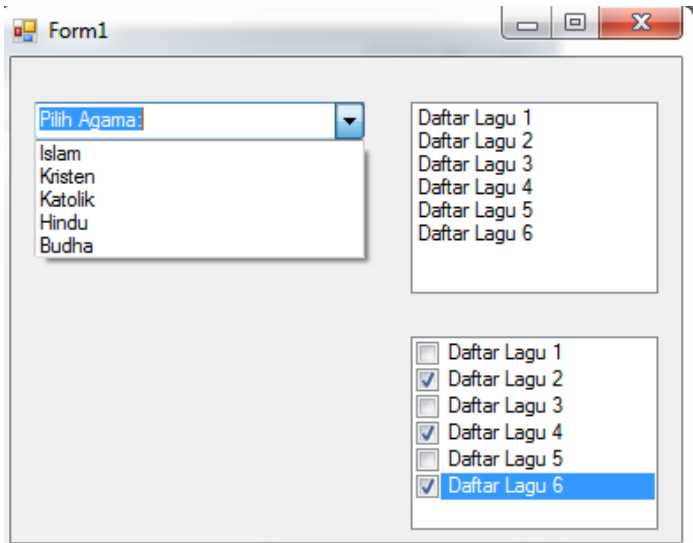 Form1
Pilih Agama:
Islam
Kristen
Katolik
Hindu
Budha
Daftar Lagu 1
Daftar Lagu 2
Daftar Lagu 3
Daftar Lagu 4
Daftar Lagu 5
Daftar Lagu 6
Daftar Lagu 1
Daftar Lagu 2
Daftar Lagu 3
Daftar Lagu 4
Daftar Lagu 5
Daftar Lagu 6